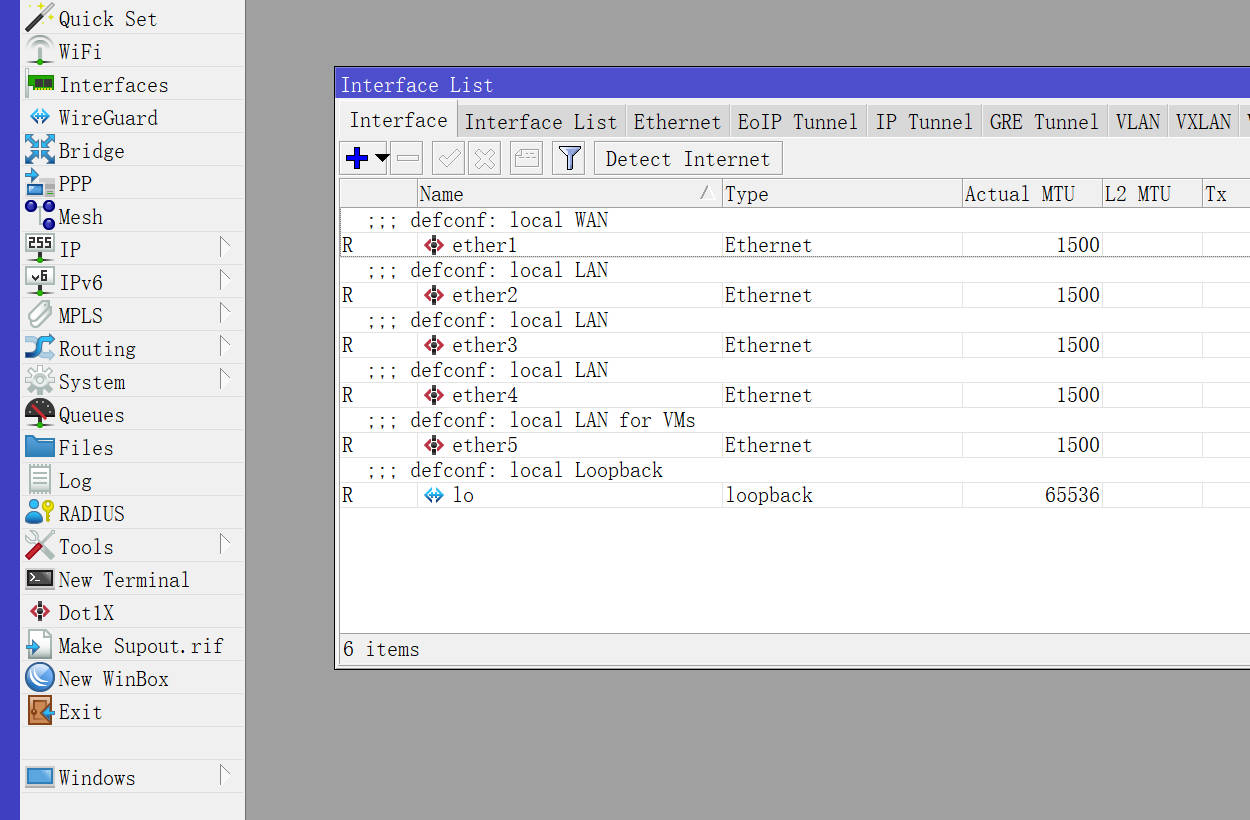 Quick Set
WiFi
Interfaces
WireGuard
Bridge
PPP
Mesh
255 IP
v6 IPv6
MPLS
Routing
System
Queues
Files
Log
RADIUS
Tools
New Terminal
Dot1X
Make Supout.rif
New WinBox
Exit
Windows
Interface List
Interface Interface List Ethernet EoIP Tunnel IP Tunnel GRE Tunnel VLAN VXLAN
Detect Internet
Name Type Actual MTU L2 MTU Tx
;;; defconf: local WAN
R ether1 Ethernet 1500
;;; defconf: local LAN
R ether2 Ethernet 1500
;;; defconf: local LAN
R ether3 Ethernet 1500
;;; defconf: local LAN
R ether4 Ethernet 1500
;;; defconf: local LAN for VMs
R ether5 Ethernet 1500
;;; defconf: local Loopback
R lo loopback 65536
6 items